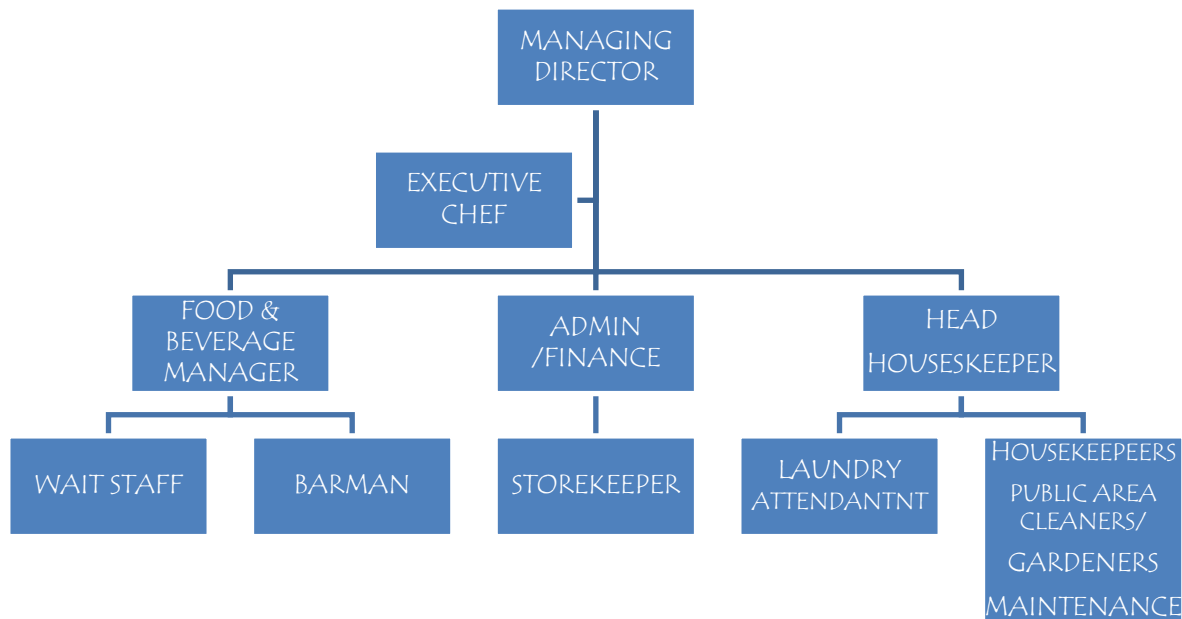 MANAGING
DIRECTOR
EXECUTIVE
CHEF
FOOD &
BEVERAGE
MANAGER
ADMIN
/FINANCE
HEAD
HOUSESKEEPER
WAIT STAFF
BARMAN
STOREKEEPER
LAUNDRY
ATTENDANTNT
HOUSEKEEPEERS
PUBLIC AREA
CLEANERS/
GARDENERS
MAINTENANCE